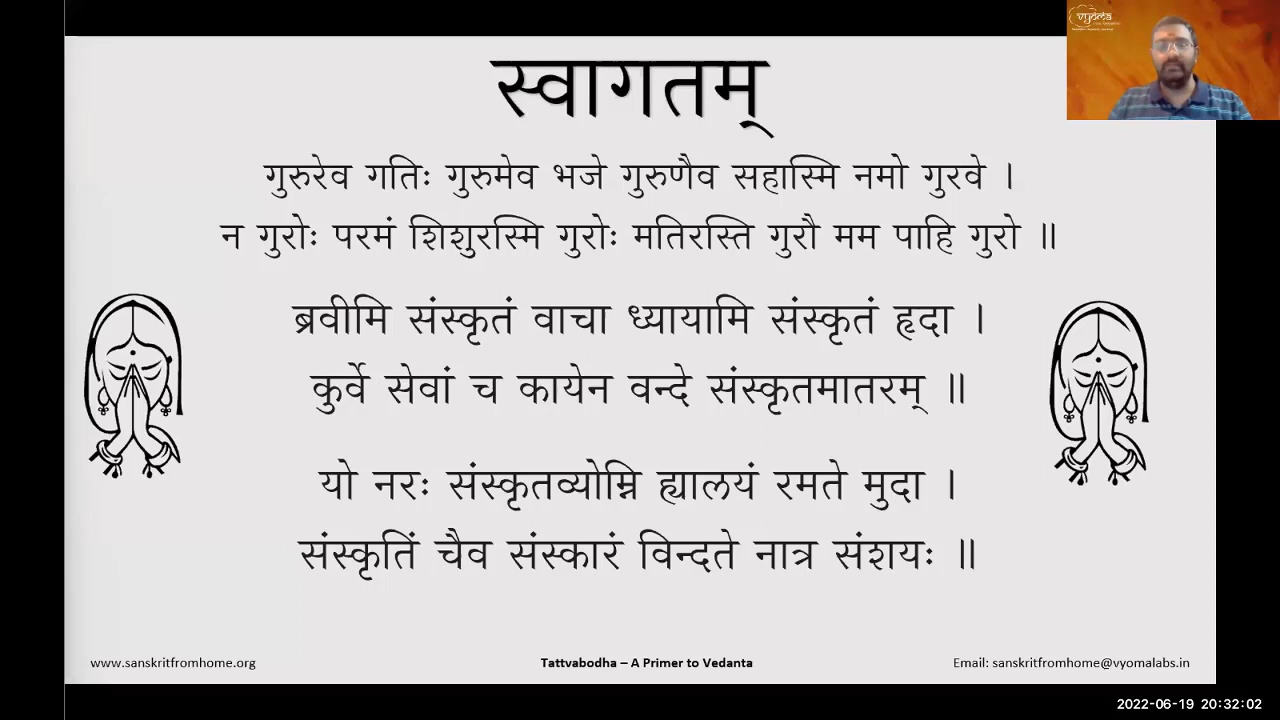 स्वागतम्
vyoma
गुरुरेव गतिः गुरुमेव भजे गुरुणैव सहास्मि नमो गुरवे ।
न गुरोः परमं शिशुरस्मि गुरोः मतिरस्ति गुरौ मम पाहि गुरो ॥
ब्रवीमि संस्कृतं वाचा ध्यायामि संस्कृतं हृदा ।
कुर्वे सेवां च कायेन वन्दे संस्कृतमातरम् ॥
यो नरः संस्कृतव्योम्नि ह्यालयं रमते मुदा ।
संस्कृतिं चैव संस्कारं विन्दते नात्र संशयः ॥
www.sanskritfromhome.org
Tattvabodha – A Primer to Vedanta
Email: sanskritfromhome@vyomalabs.in
2022-06-19 20:32:02